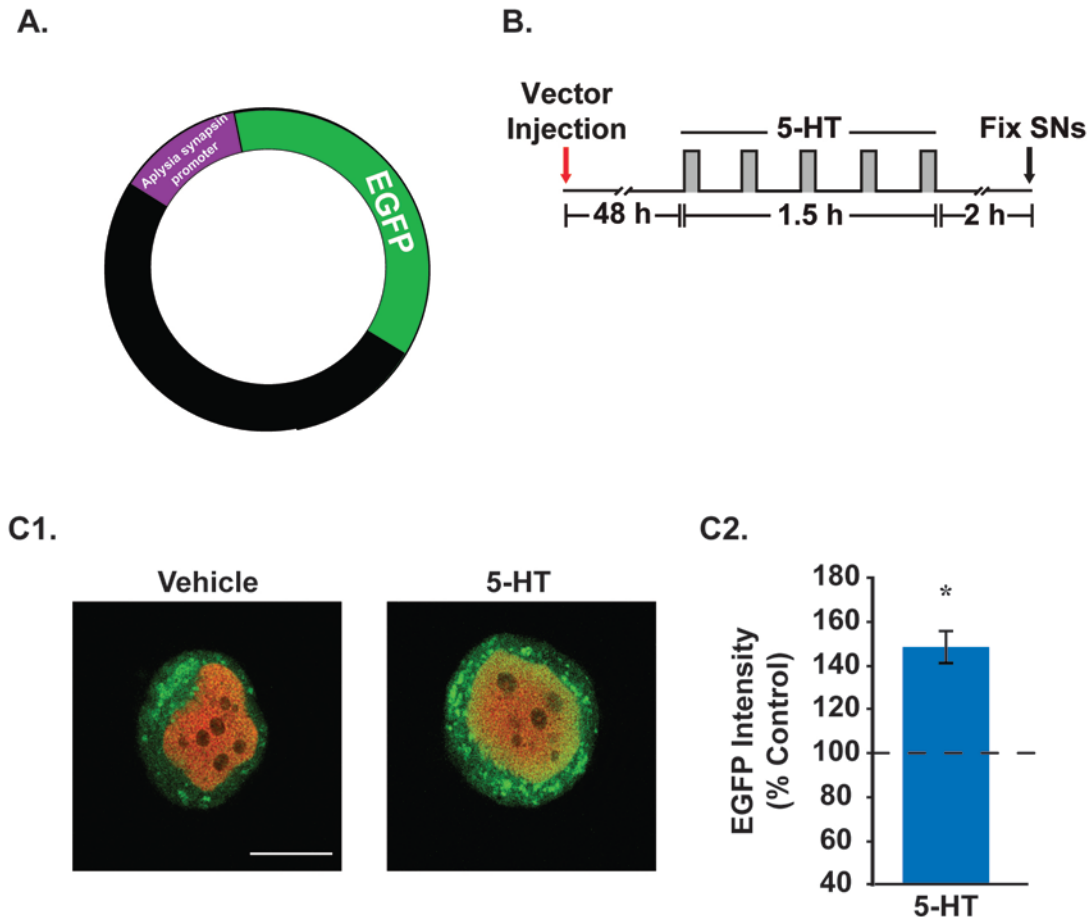 A.
Aplysia synapsin
promoter
EGFP
B.
Vector
Injection
5-HT
Fix SNs
48 h
1.5 h
2 h
C1.
Vehicle
5-HT
C2.
180
160
140
120
100
80
60
40
EGFP Intensity
(% Control)
*
5-HT